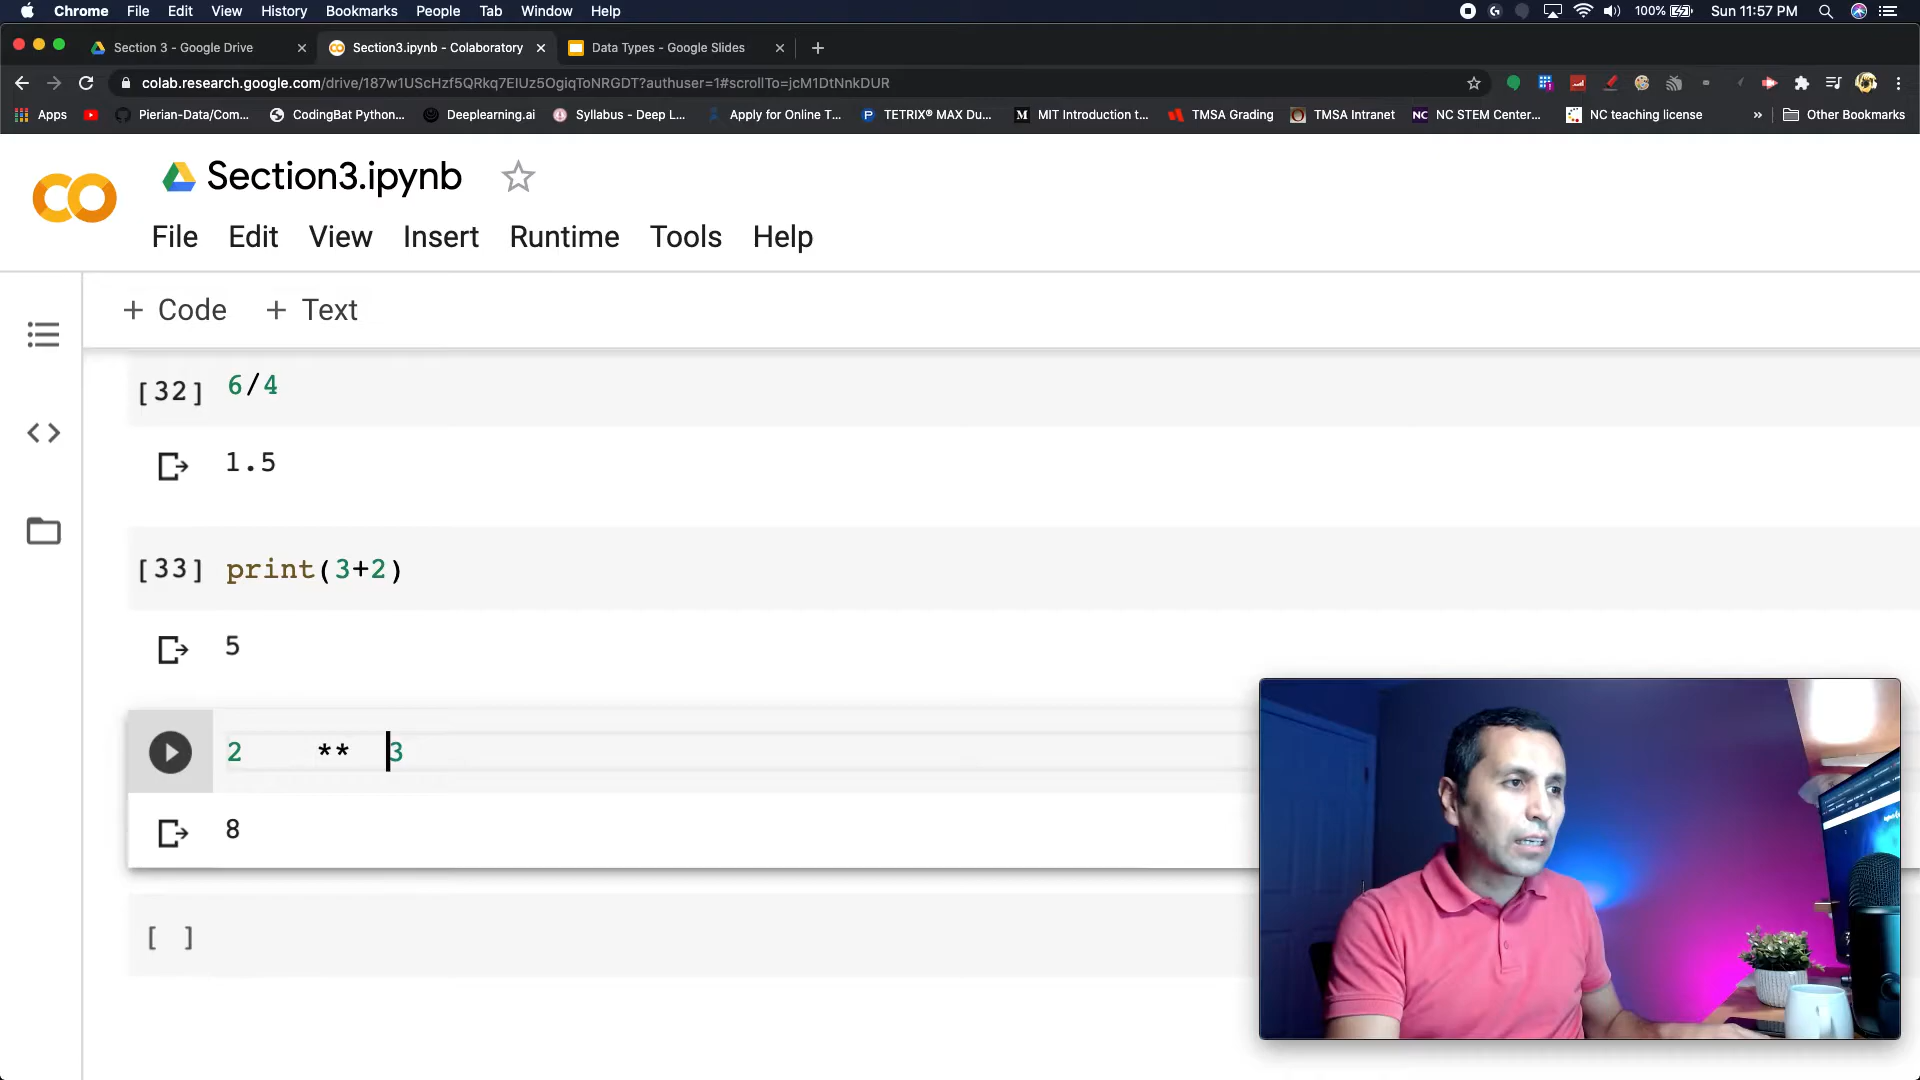 Chrome File Edit View History Bookmarks People Tab Window Help 100% Sun 11:57 PM
Section 3 - Google Drive Section3.ipynb - Colaboratory Data Types - Google Slides
colab.research.google.com/drive/187w1UScHzf5QRkq7EIUz5OgiqToNRGDT?authuser=1#scrollTo=jcM1DtNnkDUR
Apps Pierian-Data/Com... CodingBat Python... Deeplearning.ai Syllabus - Deep L... Apply for Online T... TETRIX® MAX Du... MIT Introduction t... TMSA Grading TMSA Intranet NC STEM Center... NC teaching license » Other Bookmarks
Section3.ipynb
File Edit View Insert Runtime Tools Help
+ Code + Text
[32] 6/4
1.5
[33] print(3+2)
5
2 ** 3
8
[ ]